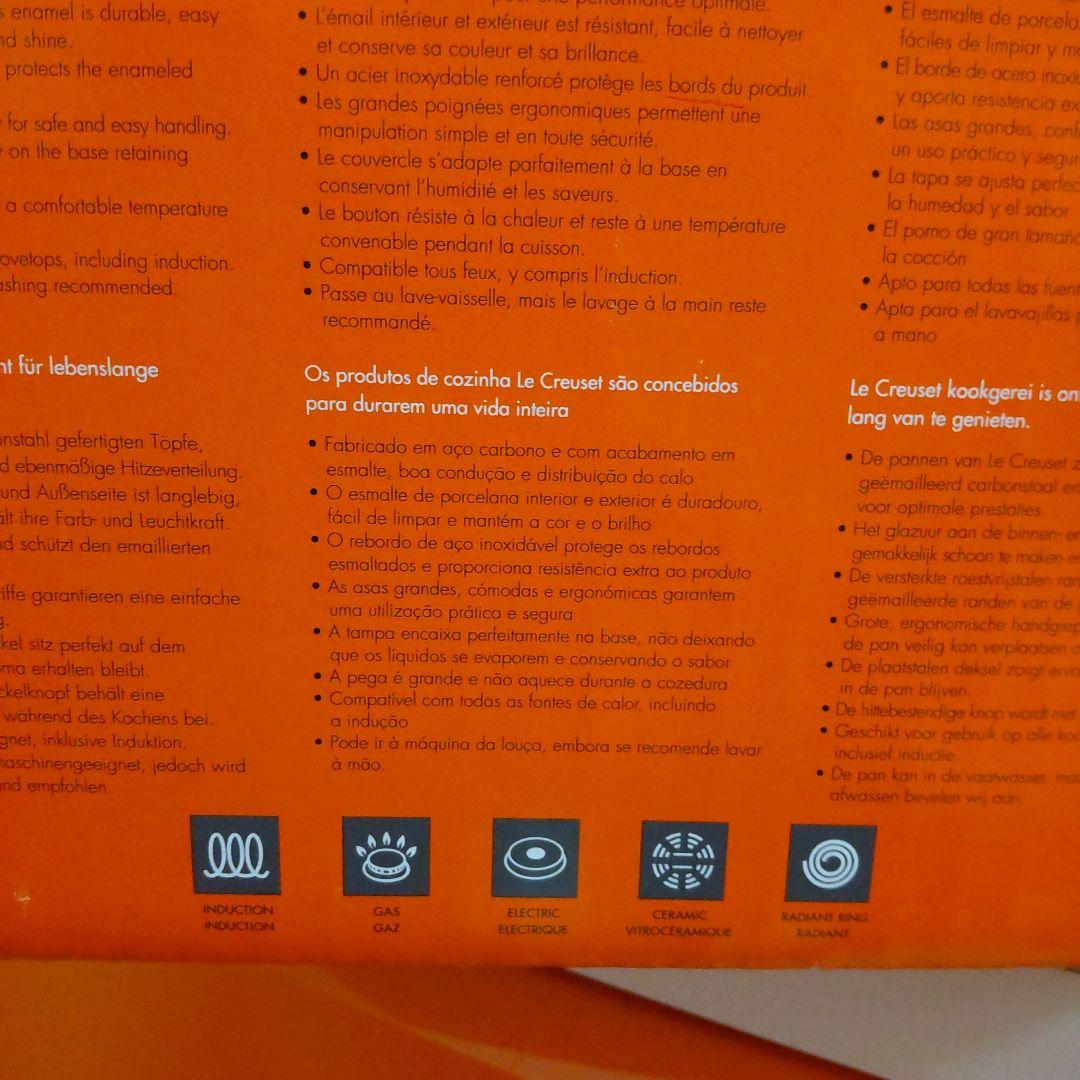 s enamel is durable, easy
nd shine.
protects the enameled
for safe and easy handling.
on the base retaining
a comfortable temperature
ovetops, including induction.
ashing recommended.
nt für lebenslange
onstahl gefertigten Töpfe,
d ebenmäßige Hitzeverteilung.
und Außenseite ist langlebig,
ält ihre Farb- und Leuchtkraft.
d schützt den emaillierten
iffe garantieren eine einfache
g.
kel sitz perfekt auf dem
ma erhalten bleibt.
ckelknopf behält eine
während des Kochens bei.
gnet, inklusive Induktion.
maschinengeeignet, jedoch wird
nd empfohlen.
performance optimale.
• L'émail intérieur et extérieur est résistant, facile à nettoyer
et conserve sa couleur et sa brillance.
• Un acier inoxydable renforcé protège les bords du produit.
• Les grandes poignées ergonomiques permettent une
manipulation simple et en toute sécurité.
• Le couvercle s'adapte parfaitement à la base en
conservant l'humidité et les saveurs.
• Le bouton résiste à la chaleur et reste à une température
convenable pendant la cuisson.
• Compatible tous feux, y compris l'induction.
• Passe au lave-vaisselle, mais le lavage à la main reste
recommandé.
Os produtos de cozinha Le Creuset são concebidos
para durarem uma vida inteira
• Fabricado em aço carbono e com acabamento em
esmalte, boa condução e distribuição do calo
• O esmalte de porcelana interior e exterior é duradouro,
fácil de limpar e mantém a cor e o brilho
• O rebordo de aço inoxidável protege os rebordos
esmaltados e proporciona resistência extra ao produto
• As asas grandes, cómodas e ergonómicas garantem
uma utilização prática e segura
• A tampa encaixa perfeitamente na base, não deixando
que os líquidos se evaporem e conservando o sabor
• A pega é grande e não aquece durante a cozedura
• Compatível com todas as fontes de calor, incluindo
a indução
• Pode ir à máquina da louça, embora se recomende lavar
à mão.
• El esmalte de porcela
fáciles de limpiar y m
• El borde de acero inoxi
y aporta resistencia ex
• Las asas grandes, conf
un uso práctico y segur
• La tapa se ajusta perfec
la humedad y el sabor
• El pomo de gran tamañ
la cocción
• Apto para todas las fuent
• Apta para el lavavajillas p
a mano
Le Creuset kookgerei is on
lang van te genieten.
• De pannen van Le Creuset z
geëmailleerd carbonstaal en
voor optimale prestaties.
• Het glazuur aan de binnen- en
gemakkelijk schoon te maken e
• De versterkte roestvrijstalen ran
geëmailleerde randen van de
• Grote, ergonomische handgrep
de pan veilig kan verplaatsen
• De plaatstalen deksel zorgt ervo
in de pan blijven.
• De hittebestendige knop wordt niet
• Geschikt voor gebruik op alle koo
inclusief inductie.
• De pan kan in de vaatwasser, maa
afwassen bevelen wij aan.
INDUCTION GAS ELECTRIC CERAMIC RADIANT RING
INDUCTION GAZ ELECTRIQUE VITROCÉRAMIQUE RADIANT